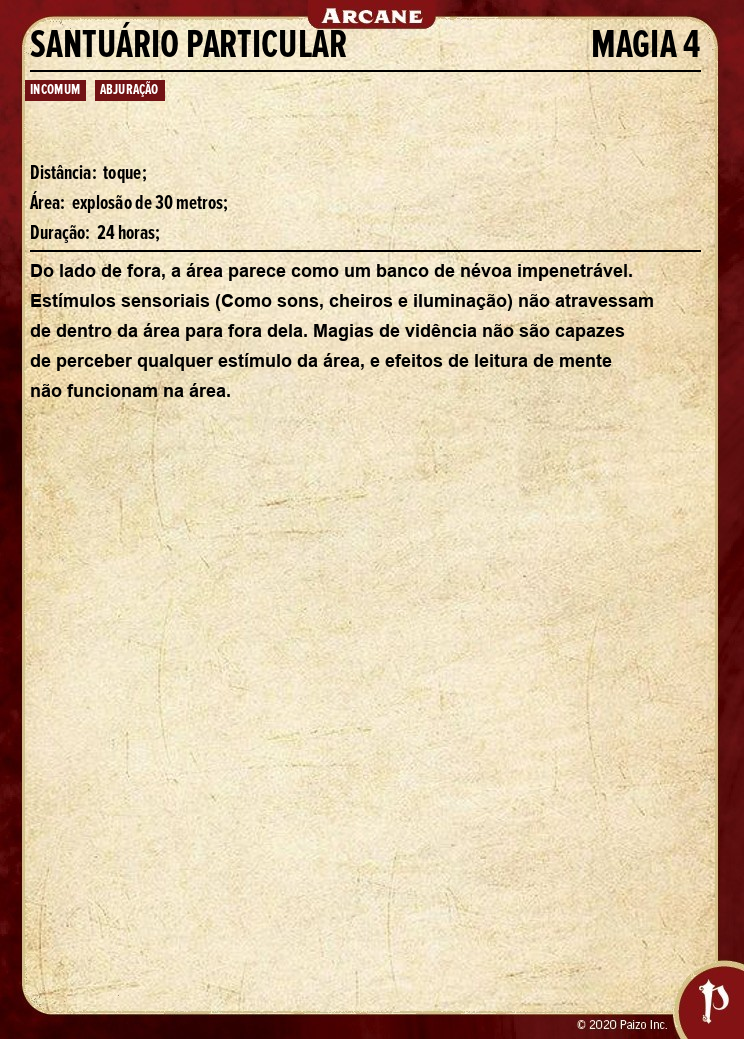 ARCANE
SANTUÁRIO PARTICULAR MAGIA 4
INCOMUM ABJURAÇÃO
Distância: toque;
Área: explosão de 30 metros;
Duração: 24 horas;
Do lado de fora, a área parece como um banco de névoa impenetrável.
Estímulos sensoriais (Como sons, cheiros e iluminação) não atravessam
de dentro da área para fora dela. Magias de vidência não são capazes
de perceber qualquer estímulo da área, e efeitos de leitura de mente
não funcionam na área.
© 2020 Paizo Inc.
P